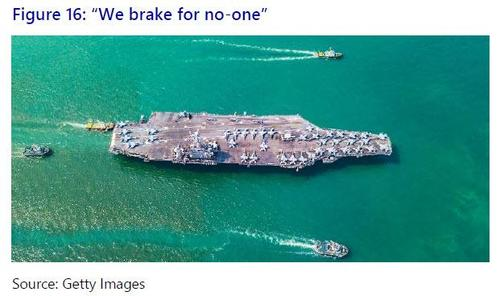 Figure 16: “We brake for no-one”
Source: Getty Images